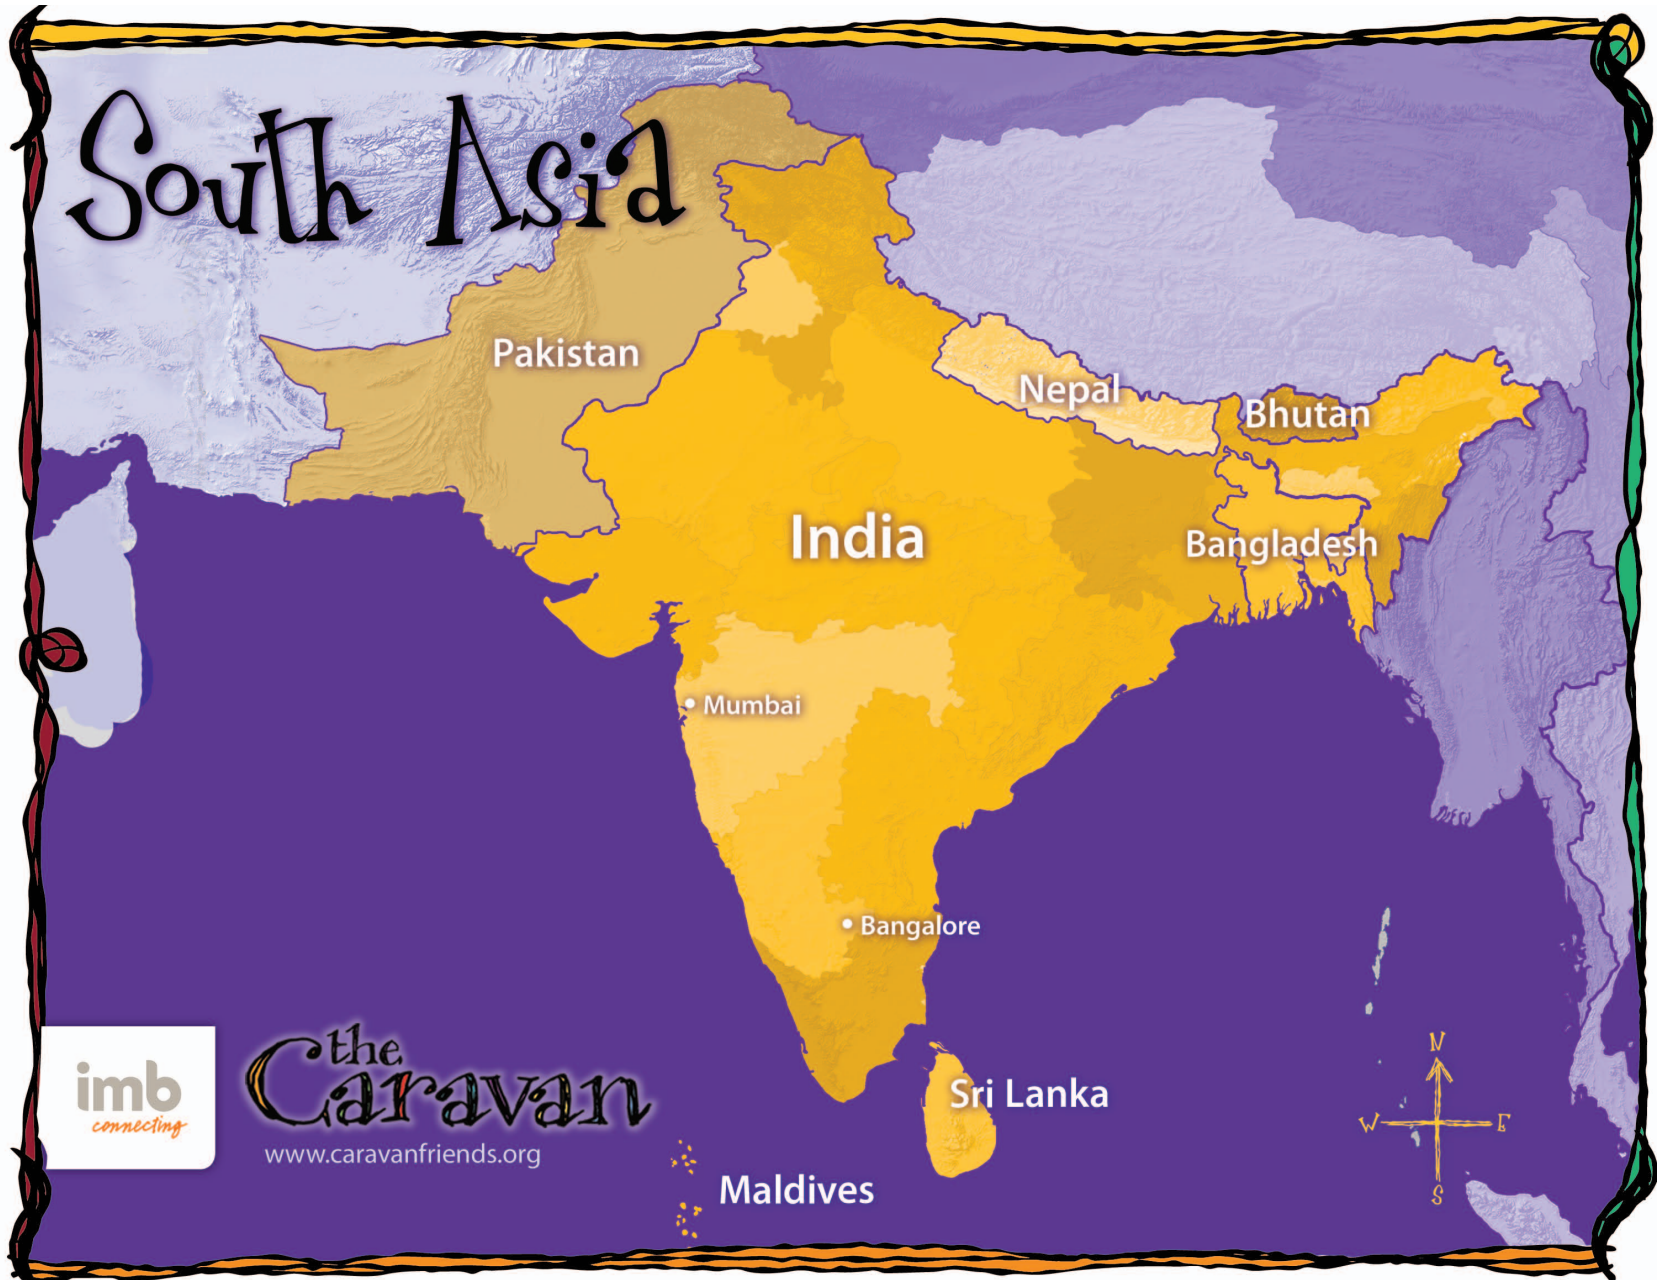 South Asia
Pakistan
Nepal
Bhutan
India
Bangladesh
Mumbai
Bangalore
Sri Lanka
Maldives
imb
connecting
the
Caravan
www.caravanfriends.org
N
W
E
S